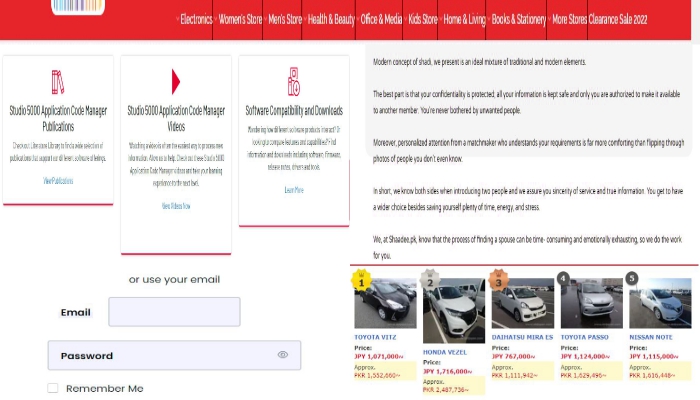 Electronics Women's Store Men's Store Health & Beauty Office & Media Kids Store Home & Living Books & Stationery More Stores Clearance Sale 2022
Studio 5000 Application Code Manager
Publications
Check out Literature Library to find a wide selection of
publications that support our different software offerings.
View Publications
Studio 5000 Application Code Manager
Videos
Watching a video is often the easiest way to process new
information. Allow us to help. Check out these Studio 5000
Application Code Manager videos and take your learning
experience to the next level.
View Videos Now
Software Compatibility and Downloads
Wondering how different software products interact? Or
looking to compare features and capabilities? Find
information and downloads including software, firmware,
release notes, drivers and tools.
Learn More
Modern concept of shadi, we present is an ideal mixture of traditional and modern elements.
The best part is that your confidentiality is protected, all your information is kept safe and only you are authorized to make it available
to another member. You're never bothered by unwanted people.
Moreover, personalized attention from a matchmaker who understands your requirements is far more comforting than flipping through
photos of people you don't even know.
In short, we know both sides when introducing two people and we assure you sincerity of service and true information. You get to have
a wider choice besides saving yourself plenty of time, energy, and stress.
We, at Shaadee.pk, know that the process of finding a spouse can be time- consuming and emotionally exhausting, so we do the work
for you.
or use your email
Email
Password
Remember Me
1
TOYOTA VITZ
Price:
JPY 1,071,000~
Approx.
PKR 1,552,660~
2
HONDA VEZEL
Price:
JPY 1,716,000~
Approx.
PKR 2,487,738~
3
DAIHATSU MIRA ES
Price:
JPY 767,000~
Approx.
PKR 1,111,942~
4
TOYOTA PASSO
Price:
JPY 1,124,000~
Approx.
PKR 1,629,496~
5
NISSAN NOTE
Price:
JPY 1,115,000~
Approx.
PKR 1,616,448~